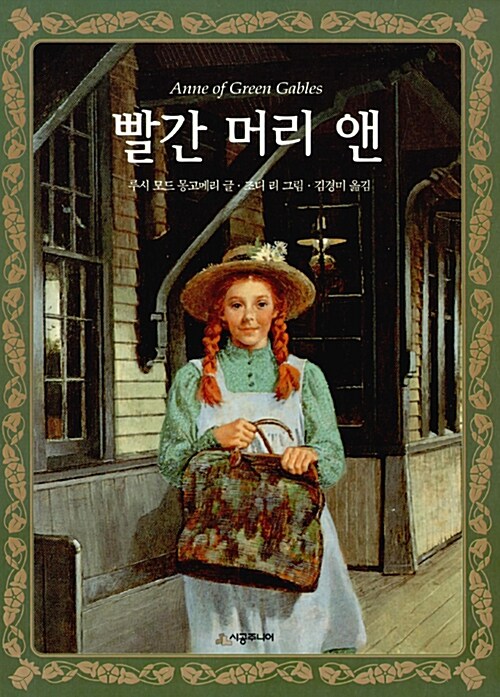 Anne of Green Gables
빨간 머리 앤
루시 모드 몽고메리 글 · 조디 리 그림 · 김경미 옮김
시공주니어